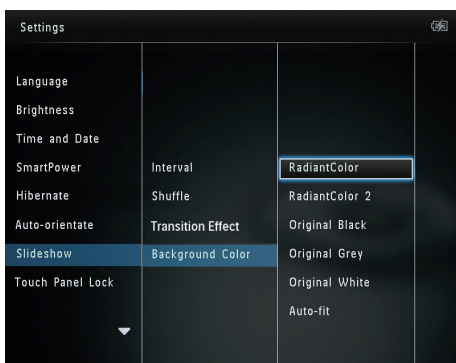 Settings
Language
Brightness
Time and Date
SmartPower
Hibernate
Auto-orientate
Slideshow
Touch Panel Lock
Interval
Shuffle
Transition Effect
Background Color
RadiantColor
RadiantColor 2
Original Black
Original Grey
Original White
Auto-fit